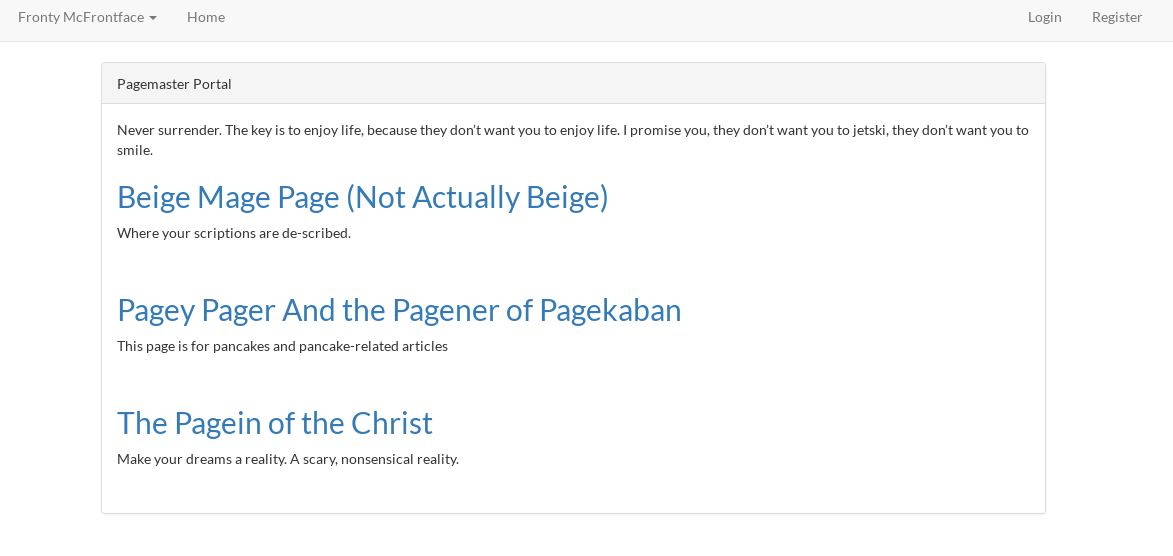 Fronty McFrontface Home Login Register
Pagemaster Portal
Never surrender. The key is to enjoy life, because they don’t want you to enjoy life. I promise you, they don’t want you to jetski, they don’t want you to
smile.
Beige Mage Page (Not Actually Beige)
Where your scriptions are de-scribed.
Pagey Pager And the Pagener of Pagekaban
This page is for pancakes and pancake-related articles
The Pagein of the Christ
Make your dreams a reality. A scary, nonsensical reality.